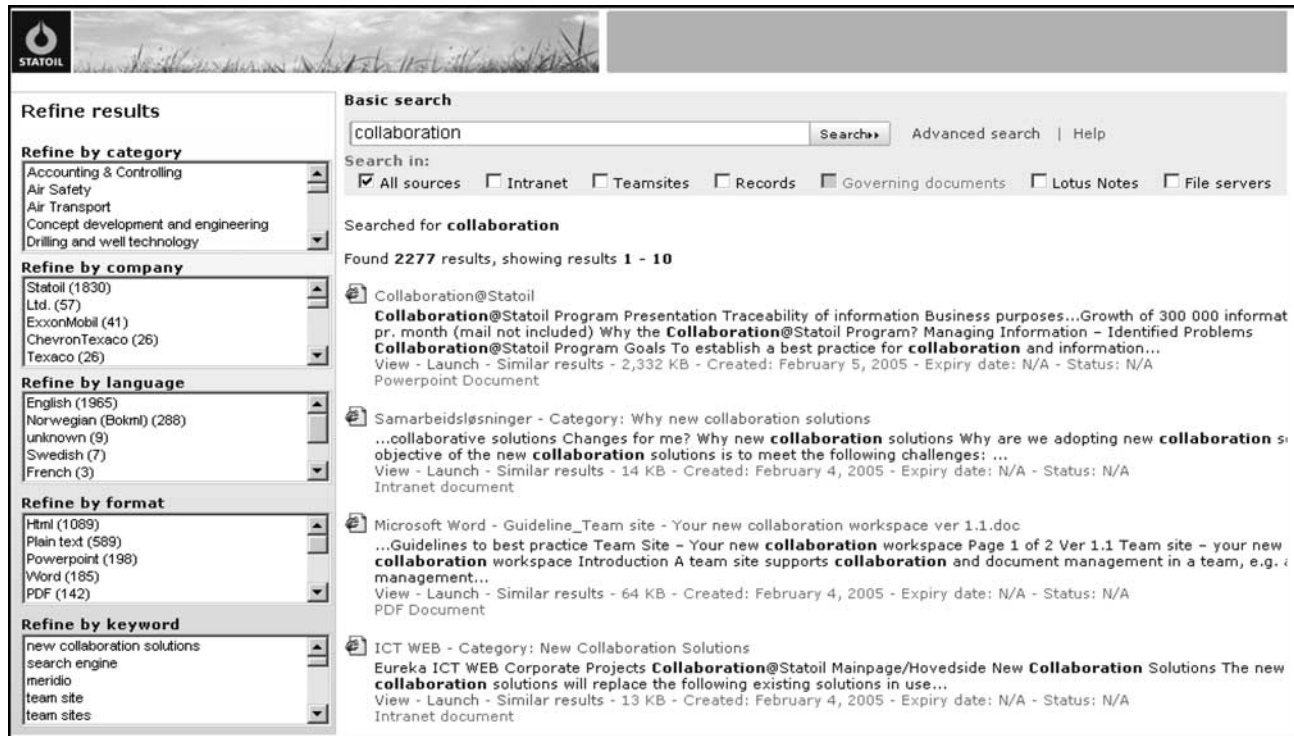 STATOIL
Refine results
Refine by category
Accounting & Controlling
Air Safety
Air Transport
Concept development and engineering
Drilling and well technology
Refine by company
Statoil (1830)
Ltd. (57)
ExxonMobil (41)
ChevronTexaco (26)
Texaco (26)
Refine by language
English (1965)
Norwegian (Bokml) (288)
unknown (9)
Swedish (7)
French (3)
Refine by format
Html (1089)
Plain text (589)
Powerpoint (198)
Word (185)
PDF (142)
Refine by keyword
new collaboration solutions
search engine
meridio
team site
team sites
Basic search
collaboration
Search
Advanced search | Help
Search in:
All sources Intranet Teamsites Records Governing documents Lotus Notes File servers
Searched for collaboration
Found 2277 results, showing results 1 - 10
Collaboration@Statoil
Collaboration@Statoil Program Presentation Traceability of information Business purposes...Growth of 300 000 informat
pr. month (mail not included) Why the Collaboration@Statoil Program? Managing Information – Identified Problems
Collaboration@Statoil Program Goals To establish a best practice for collaboration and information...
View - Launch - Similar results - 2,332 KB - Created: February 5, 2005 - Expiry date: N/A - Status: N/A
Powerpoint Document
Samarbeidsløsninger - Category: Why new collaboration solutions
...collaborative solutions Changes for me? Why new collaboration solutions Why are we adopting new collaboration s
objective of the new collaboration solutions is to meet the following challenges: ...
View - Launch - Similar results - 14 KB - Created: February 4, 2005 - Expiry date: N/A - Status: N/A
Intranet document
Microsoft Word - Guideline_Team site - Your new collaboration workspace ver 1.1.doc
...Guidelines to best practice Team Site – Your new collaboration workspace Page 1 of 2 Ver 1.1 Team site – your new
collaboration workspace Introduction A team site supports collaboration and document management in a team, e.g.
management...
View - Launch - Similar results - 64 KB - Created: February 4, 2005 - Expiry date: N/A - Status: N/A
PDF Document
ICT WEB - Category: New Collaboration Solutions
Eureka ICT WEB Corporate Projects Collaboration@Statoil Mainpage/Hovedside New Collaboration Solutions The new
collaboration solutions will replace the following existing solutions in use...
View - Launch - Similar results - 13 KB - Created: February 4, 2005 - Expiry date: N/A - Status: N/A
Intranet document